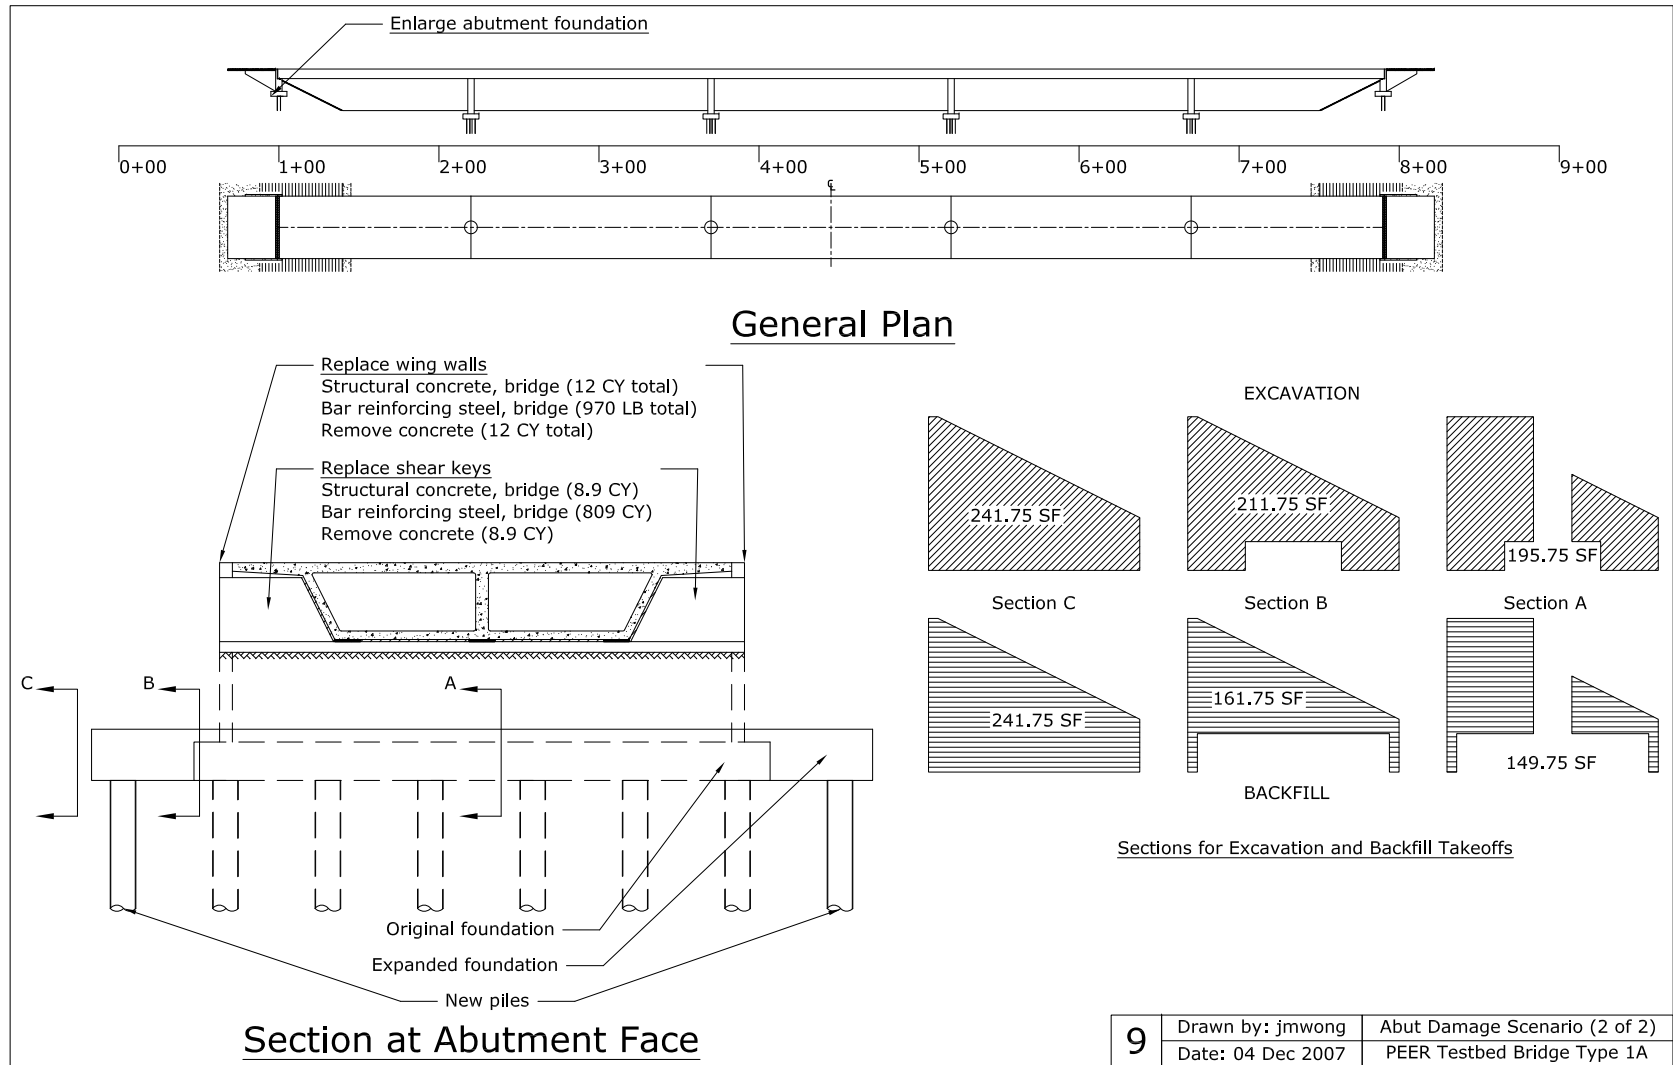 Enlarge abutment foundation
0+00 1+00 2+00 3+00 4+00 5+00 6+00 7+00 8+00 9+00
℄
General Plan
Replace wing walls
Structural concrete, bridge (12 CY total)
Bar reinforcing steel, bridge (970 LB total)
Remove concrete (12 CY total)
Replace shear keys
Structural concrete, bridge (8.9 CY)
Bar reinforcing steel, bridge (809 CY)
Remove concrete (8.9 CY)
C
B
A
Original foundation
Expanded foundation
New piles
Section at Abutment Face
EXCAVATION
241.75 SF
211.75 SF
195.75 SF
Section C
Section B
Section A
241.75 SF
161.75 SF
149.75 SF
BACKFILL
Sections for Excavation and Backfill Takeoffs
9
Drawn by: jmwong
Abut Damage Scenario (2 of 2)
Date: 04 Dec 2007
PEER Testbed Bridge Type 1A